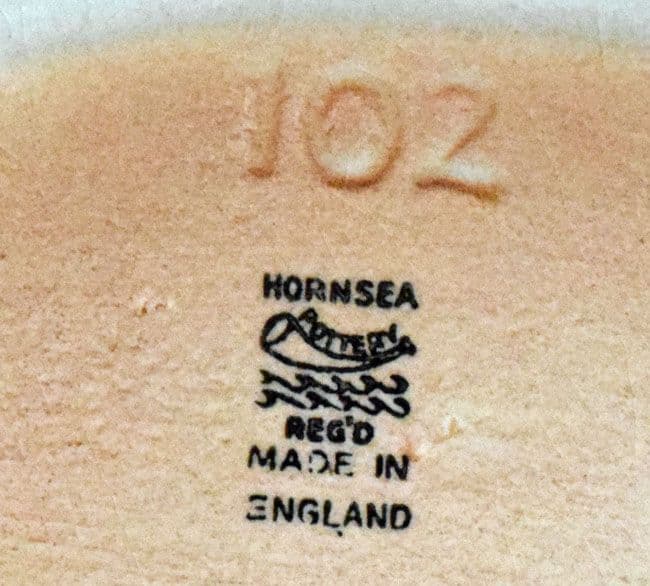 102
HORNSEA
POTTERY
REG'D
MADE IN
ENGLAND